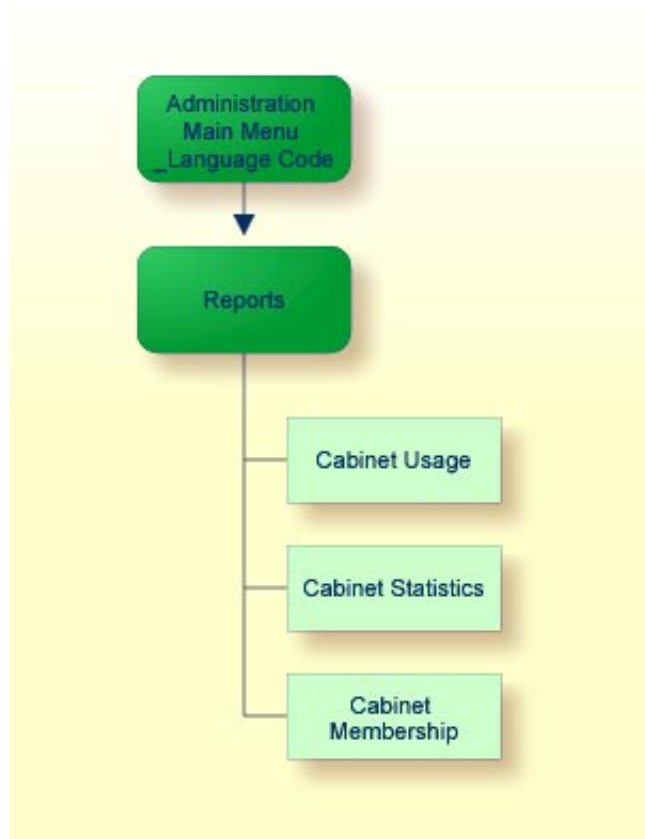 Administration
Main Menu
_Language Code
Reports
Cabinet Usage
Cabinet Statistics
Cabinet
Membership